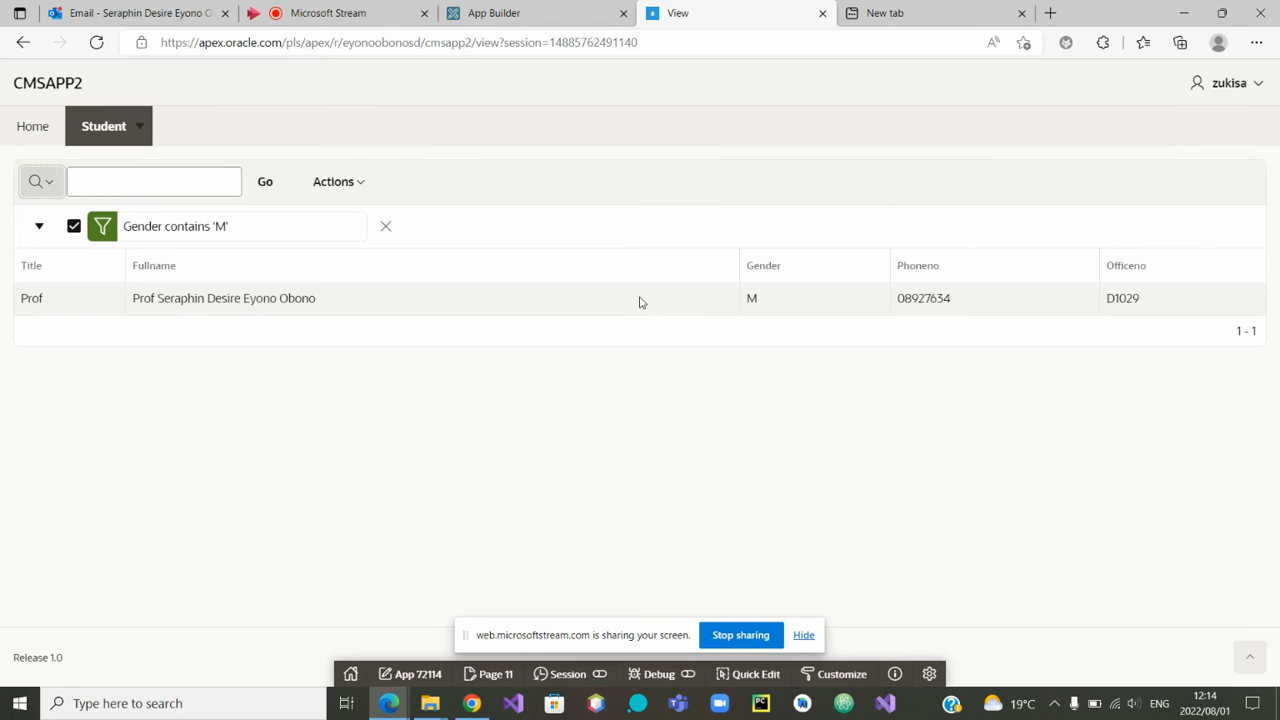 Email - Seraphin Desire Eyono O
Microsoft Stream
App Builder
View
New tab
https://apex.oracle.com/pls/apex/r/eyonoobonosd/cmsapp2/view?session=14885762491140
CMSAPP2
zukisa
Home
Student
Go
Actions
Gender contains 'M'
Title
Fullname
Gender
Phoneno
Officeno
Prof
Prof Seraphin Desire Eyono Obono
M
08927634
D1029
1 - 1
web.microsoftstream.com is sharing your screen.
Stop sharing
Hide
Release 1.0
App 72114
Page 11
Session
Debug
Quick Edit
Customize
Type here to search
19°C
ENG
12:14
2022/08/01